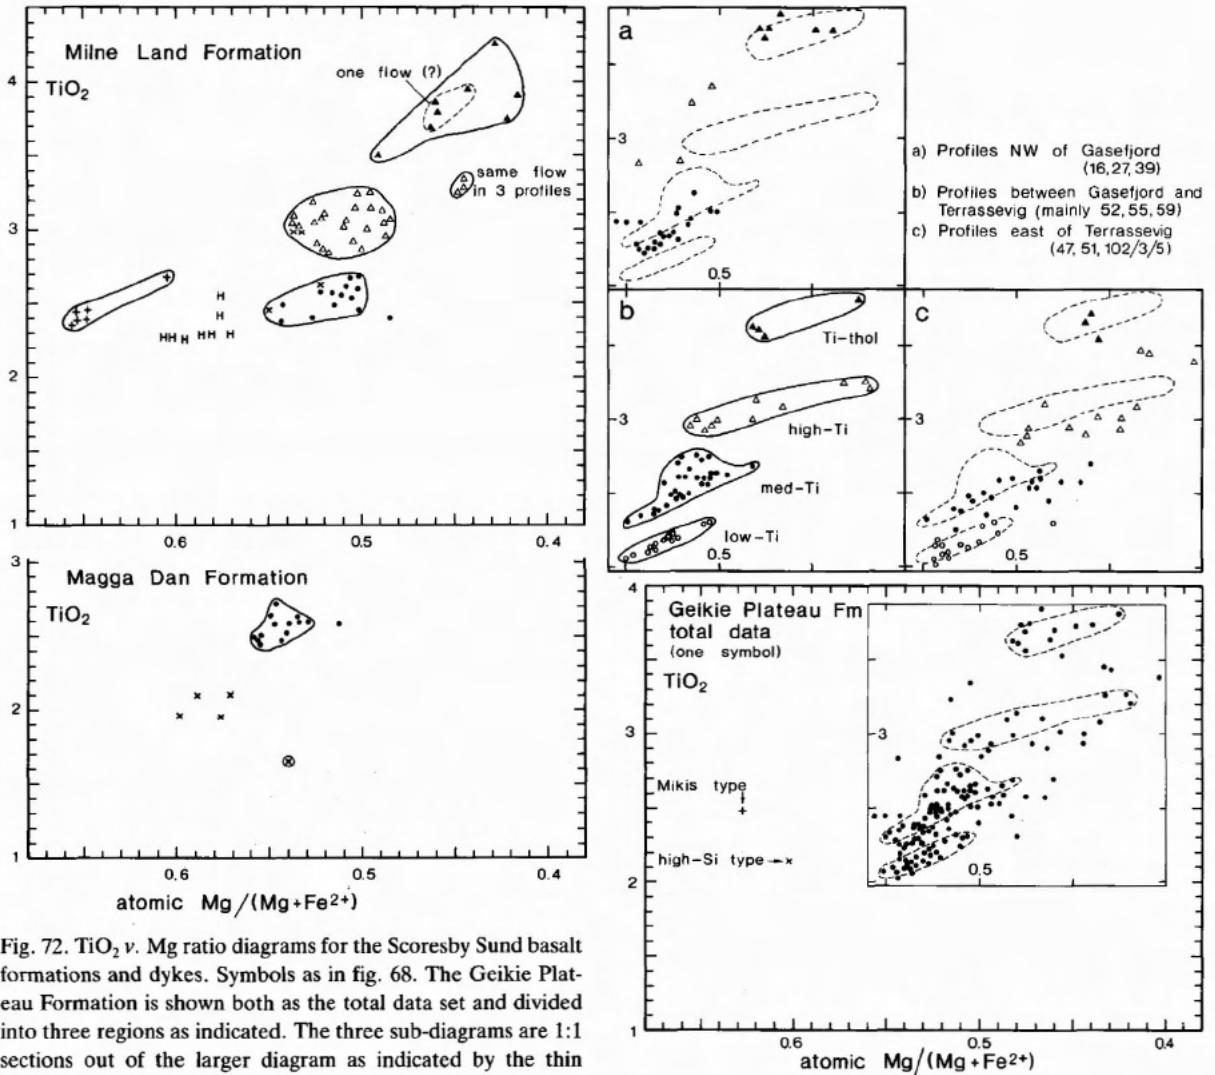 Milne Land Formation
TiO2
one flow (?)
same flow
in 3 profiles
H
H
HHH HHH H
4
3
2
1
0.6
0.5
0.4
Magga Dan Formation
TiO2
3
2
1
0.6
0.5
0.4
atomic Mg/(Mg+Fe2+)
a
3
0.5
a) Profiles NW of Gasefjord
(16,27,39)
b) Profiles between Gasefjord and
Terrassevig (mainly 52,55,59)
c) Profiles east of Terrassevig
(47, 51, 102/3/5)
b
Ti-thol
3
high-Ti
med-Ti
low-Ti
0.5
c
3
0.5
Geikie Plateau Fm
total data
(one symbol)
TiO2
Mikis type
high-Si type
3
0.5
4
3
2
1
0.6
0.5
0.4
atomic Mg/(Mg+Fe2+)
Fig. 72. TiO2 v. Mg ratio diagrams for the Scoresby Sund basalt
formations and dykes. Symbols as in fig. 68. The Geikie Plat-
eau Formation is shown both as the total data set and divided
into three regions as indicated. The three sub-diagrams are 1:1
sections out of the larger diagram as indicated by the thin